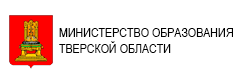 МИНИСТЕРСТВО ОБРАЗОВАНИЯ
ТВЕРСКОЙ ОБЛАСТИ